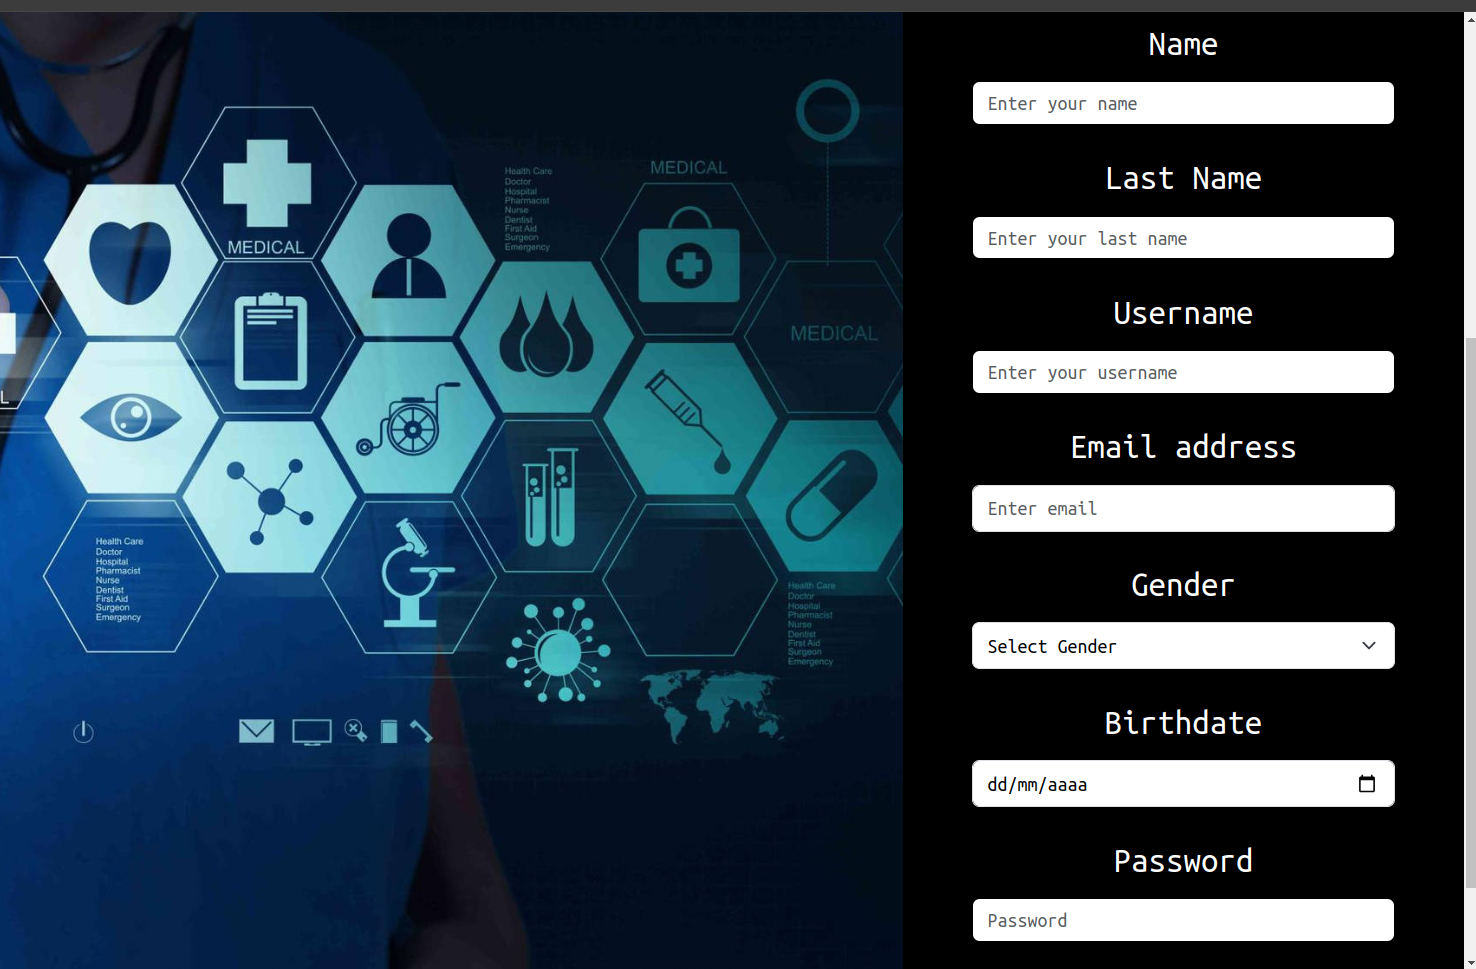 MEDICAL
Health Care
Doctor
Hospital
Pharmacist
Nurse
Dentist
First Aid
Surgeon
Emergency
MEDICAL
MEDICAL
L
Health Care
Doctor
Hospital
Pharmacist
Nurse
Dentist
First Aid
Surgeon
Emergency
Health Care
Doctor
Hospital
Pharmacist
Nurse
Dentist
First Aid
Surgeon
Emergency
Name
Enter your name
Last Name
Enter your last name
Username
Enter your username
Email address
Enter email
Gender
Select Gender
Birthdate
dd/mm/aaaa
Password
Password